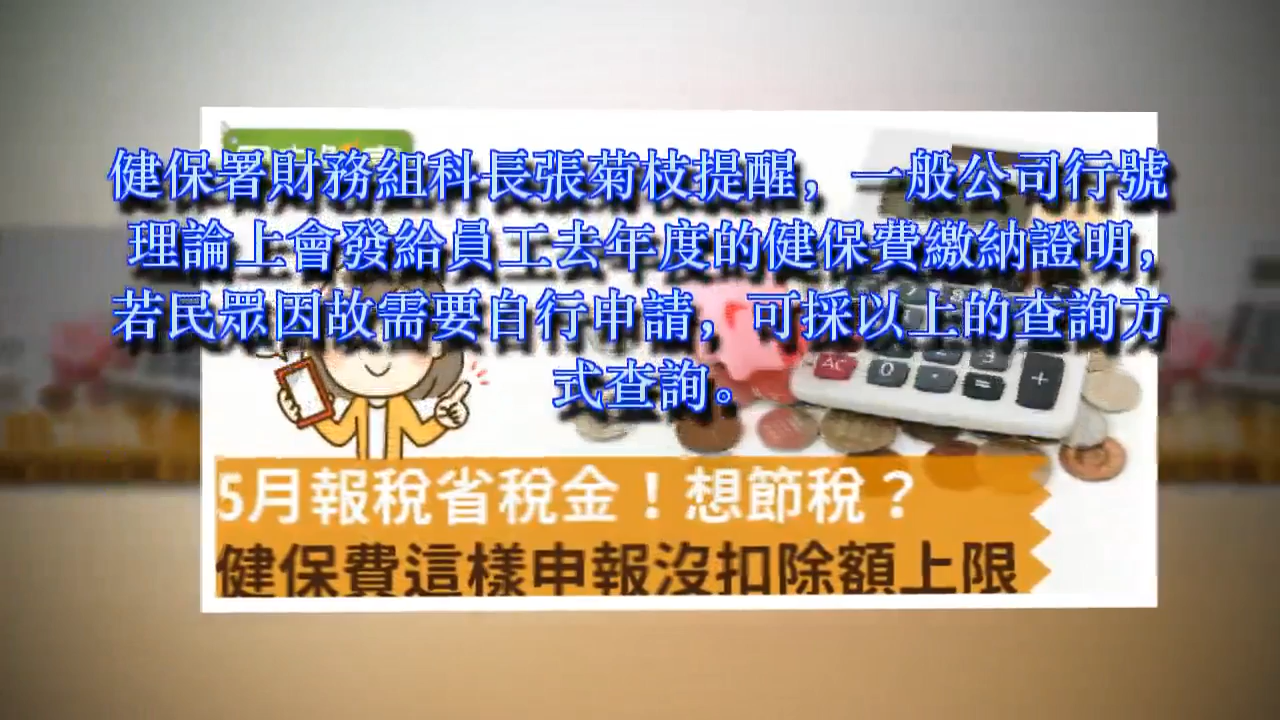 健保署財務組科長張菊枝提醒，一般公司行號
理論上會發給員工去年度的健保費繳納證明，
若民眾因故需要自行申請，可採以上的查詢方
式查詢。
AC 0 · = +
5月報稅省稅金！想節稅？
健保費這樣申報沒扣除額上限